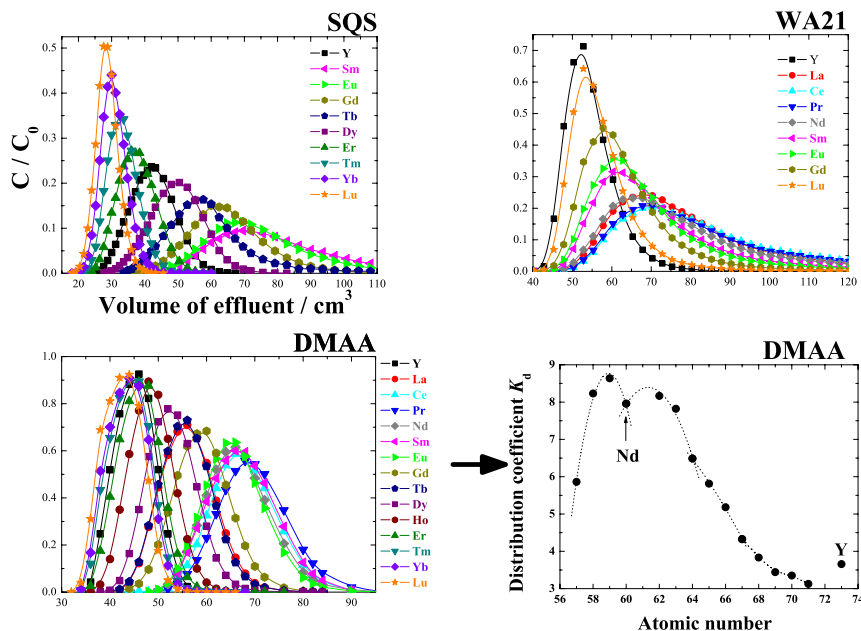 SQS
C / C0
0.5
0.4
0.3
0.2
0.1
0.0
20 30 40 50 60 70 80 90 100 110
Volume of effluent / cm3
Y
Sm
Eu
Gd
Tb
Dy
Er
Tm
Yb
Lu
WA21
0.7
0.6
0.5
0.4
0.3
0.2
0.1
0.0
40 50 60 70 80 90 100 110 120
Y
La
Ce
Pr
Nd
Sm
Eu
Gd
Lu
DMAA
1.0
0.8
0.6
0.4
0.2
0.0
30 40 50 60 70 80 90
Y
La
Ce
Pr
Nd
Sm
Eu
Gd
Tb
Dy
Ho
Er
Tm
Yb
Lu
DMAA
Distribution coefficient Kd
9
8
7
6
5
4
3
Nd
Y
56 58 60 62 64 66 68 70 72 74
Atomic number